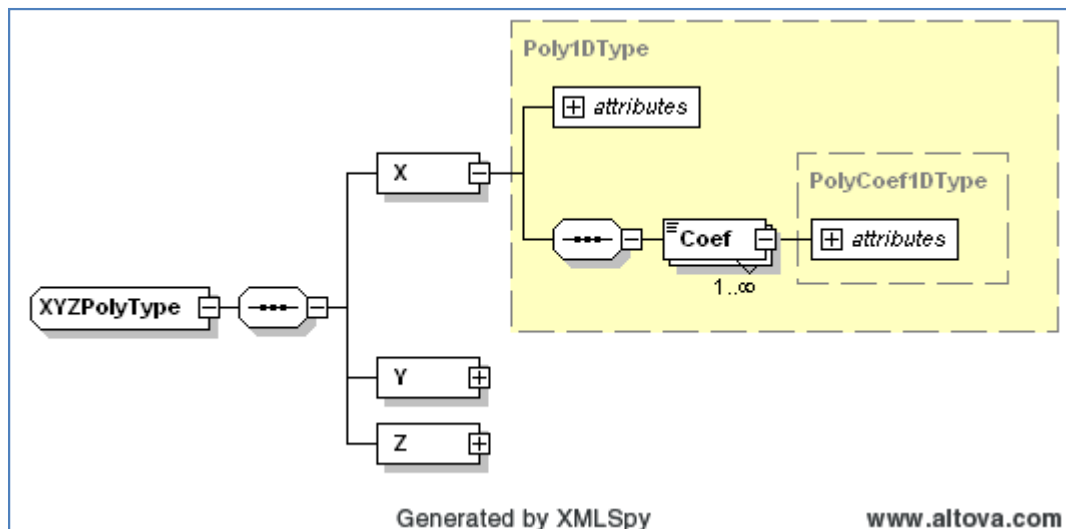 Poly1DType
attributes
X
PolyCoef1DType
Coef
attributes
1..∞
XYZPolyType
Y
Z
Generated by XMLSpy
www.altova.com